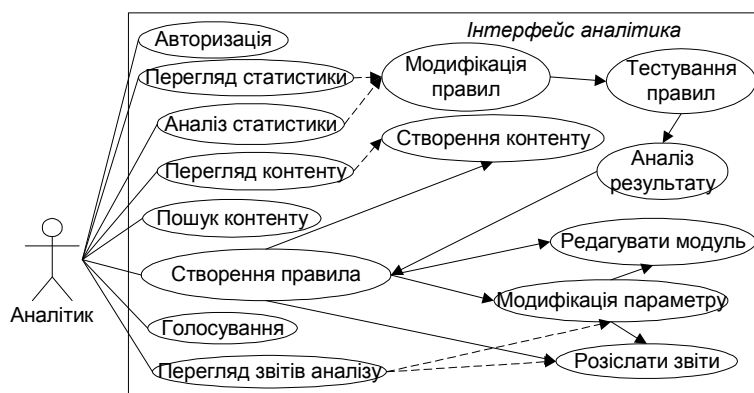 Інтерфейс аналітика
Авторизація
Перегляд статистики
Модифікація
правил
Тестування
правил
Аналіз статистики
Створення контенту
Перегляд контенту
Аналіз
результату
Пошук контенту
Редагувати модуль
Створення правила
Модифікація параметру
Аналітик
Голосування
Перегляд звітів аналізу
Розіслати звіти